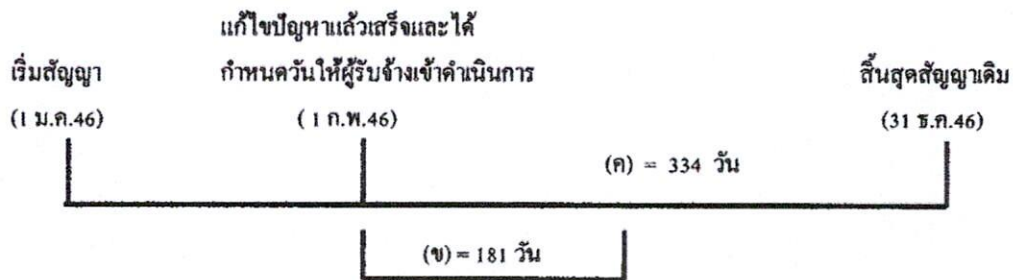 แก้ไขปัญหาแล้วเสร็จและได้
เริ่มสัญญา กำหนดวันให้ผู้รับจ้างเข้าดำเนินการ สิ้นสุดสัญญาเดิม
(1 ม.ค.46) ( 1 ก.พ.46) (31 ธ.ค.46)
(ค) = 334 วัน
(ข) = 181 วัน